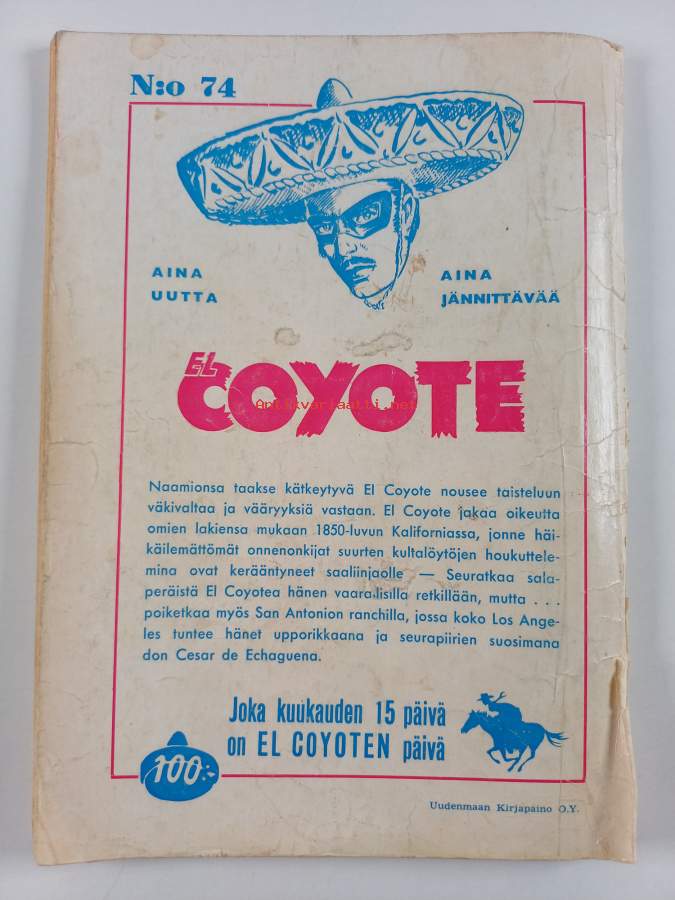 N:o 74
AINA
UUTTA
AINA
JÄNNITTÄVÄÄ
EL
COYOTE
Antikvariaatti.net
Naamionsa taakse kätkeytyvä El Coyote nousee taisteluun
väkivaltaa ja vääryyksiä vastaan. El Coyote jakaa oikeutta
omien lakiensa mukaan 1850-luvun Kaliforniassa, jonne häi-
käilemättömät onnenonkijat suurten kultalöytöjen houkuttele-
mina ovat kerääntyneet saaliinjaolle — Seuratkaa sala-
peräistä El Coyotea hänen vaaralisilla retkillään, mutta . . .
poiketkaa myös San Antonion ranchilla, jossa koko Los Ange-
les tuntee hänet upporikkaana ja seurapiirien suosimana
don Cesar de Echaguena.
Joka kuukauden 15 päivä
on EL COYOTEN päivä
100:-
Uudenmaan Kirjapaino O.Y.